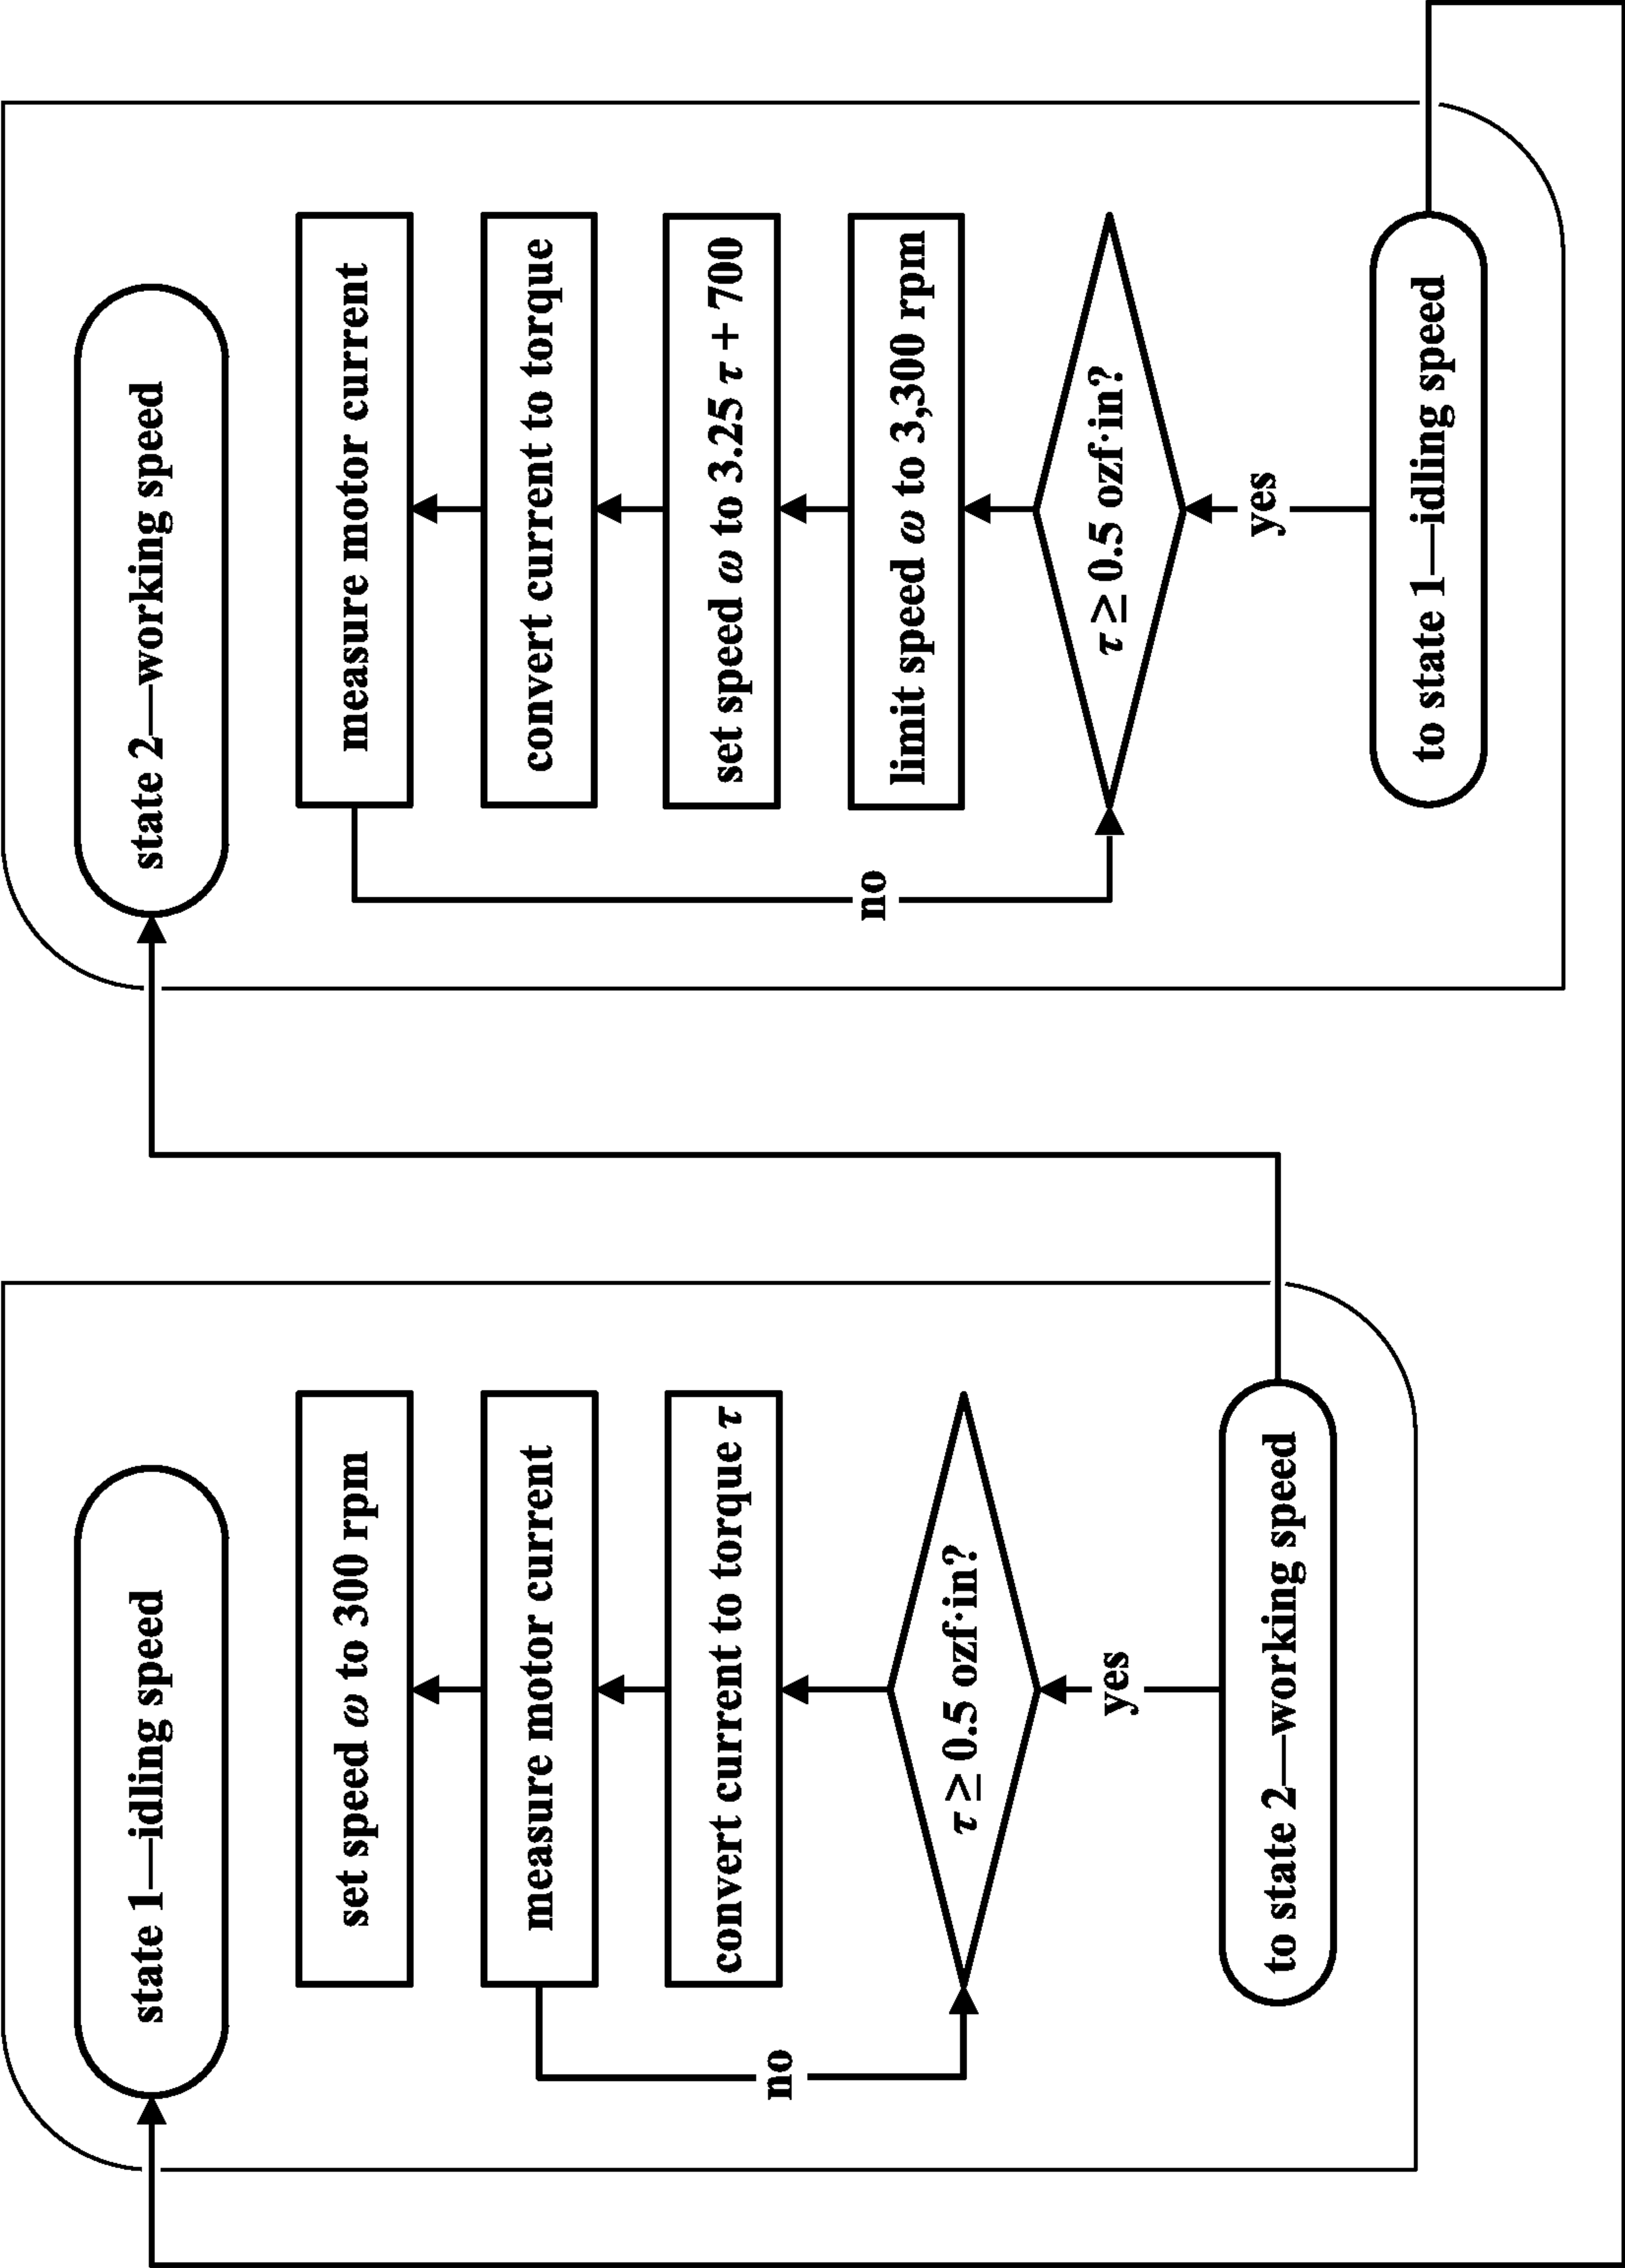 state 1—idling speed
set speed ω to 300 rpm
measure motor current
convert current to torque τ
τ ≥ 0.5 ozf·in?
no
yes
to state 2—working speed
state 2—working speed
measure motor current
convert current to torque
set speed ω to 3.25 τ + 700
limit speed ω to 3,300 rpm
τ ≥ 0.5 ozf·in?
no
yes
to state 1—idling speed